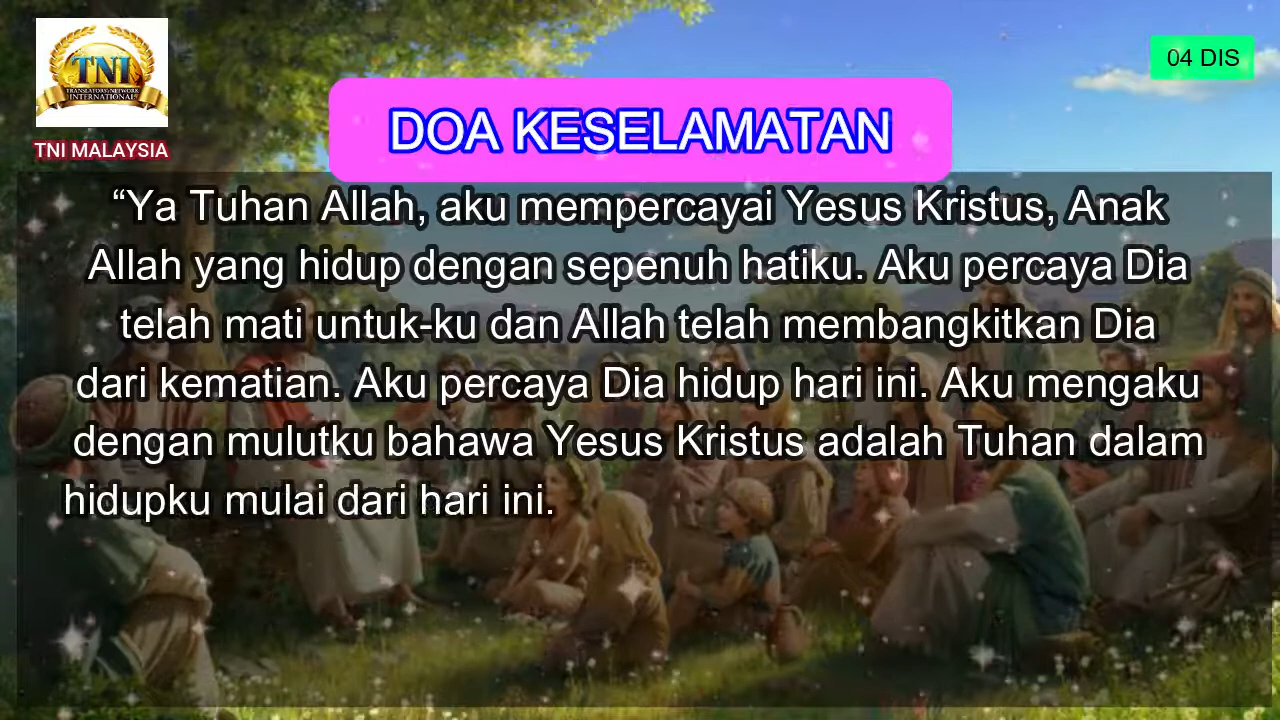 TNI
TRANSLATORS NETWORK
INTERNATIONAL
TNI MALAYSIA
04 DIS
DOA KESELAMATAN
“Ya Tuhan Allah, aku mempercayai Yesus Kristus, Anak
Allah yang hidup dengan sepenuh hatiku. Aku percaya Dia
telah mati untuk-ku dan Allah telah membangkitkan Dia
dari kematian. Aku percaya Dia hidup hari ini. Aku mengaku
dengan mulutku bahawa Yesus Kristus adalah Tuhan dalam
hidupku mulai dari hari ini.